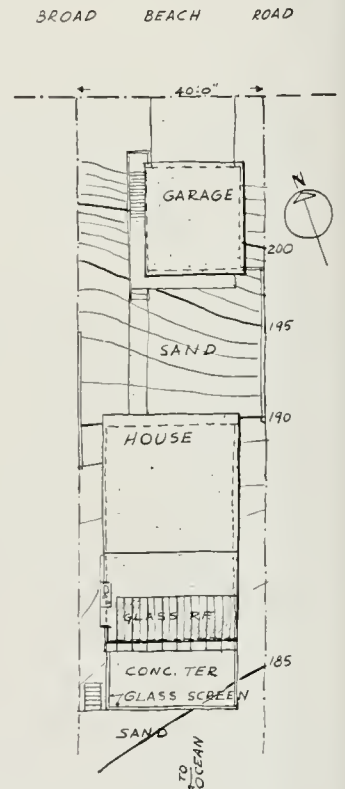 BROAD BEACH ROAD
40'0"
GARAGE
N
200
195
SAND
190
HOUSE
GLASS RF
185
CONC. TER
GLASS SCREEN
SAND
TO OCEAN